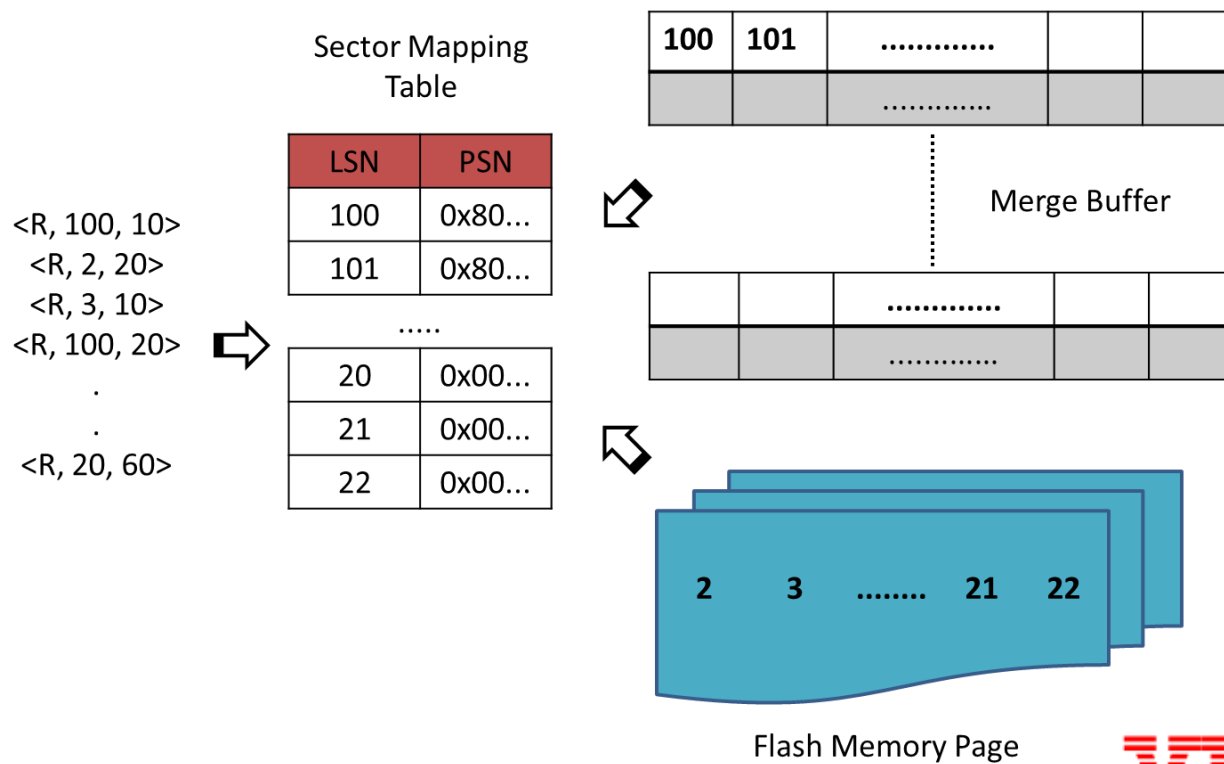 Sector Mapping
Table
<R, 100, 10>
<R, 2, 20>
<R, 3, 10>
<R, 100, 20>
.
.
<R, 20, 60>
LSN PSN
100 0x80...
101 0x80...
.....
20 0x00...
21 0x00...
22 0x00...
100 101 .............
.............
Merge Buffer
.............
.............
2 3 ........ 21 22
Flash Memory Page